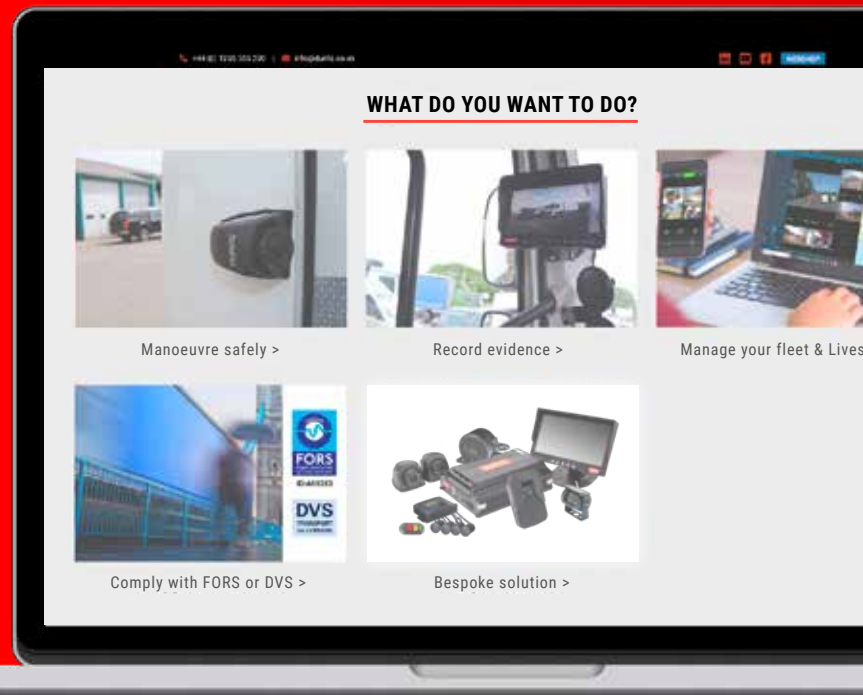 WHAT DO YOU WANT TO DO?
Manoeuvre safely >
Record evidence >
Manage your fleet & Lives
FORS
DVS
Comply with FORS or DVS >
Bespoke solution >